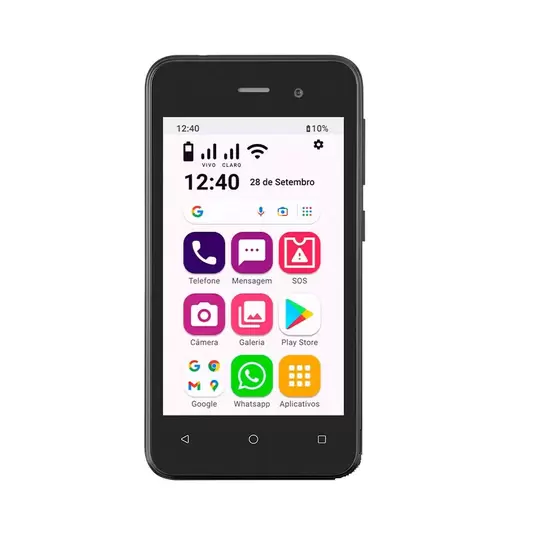 12:40 10%
VIVO CLARO
12:40 28 de Setembro
G
Telefone Mensagem SOS
Câmera Galeria Play Store
G
M
Google Whatsapp Aplicativos